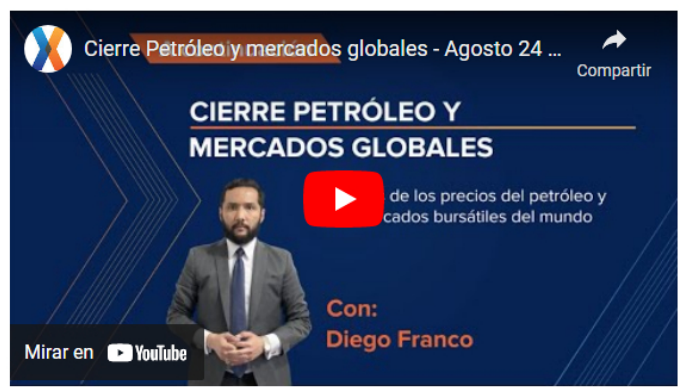 Cierre Petróleo y mercados globales - Agosto 24 ...
Compartir
CIERRE PETRÓLEO Y
MERCADOS GLOBALES
de los precios del petróleo y
bursátiles del mundo
Con:
Diego Franco
Mirar en YouTube